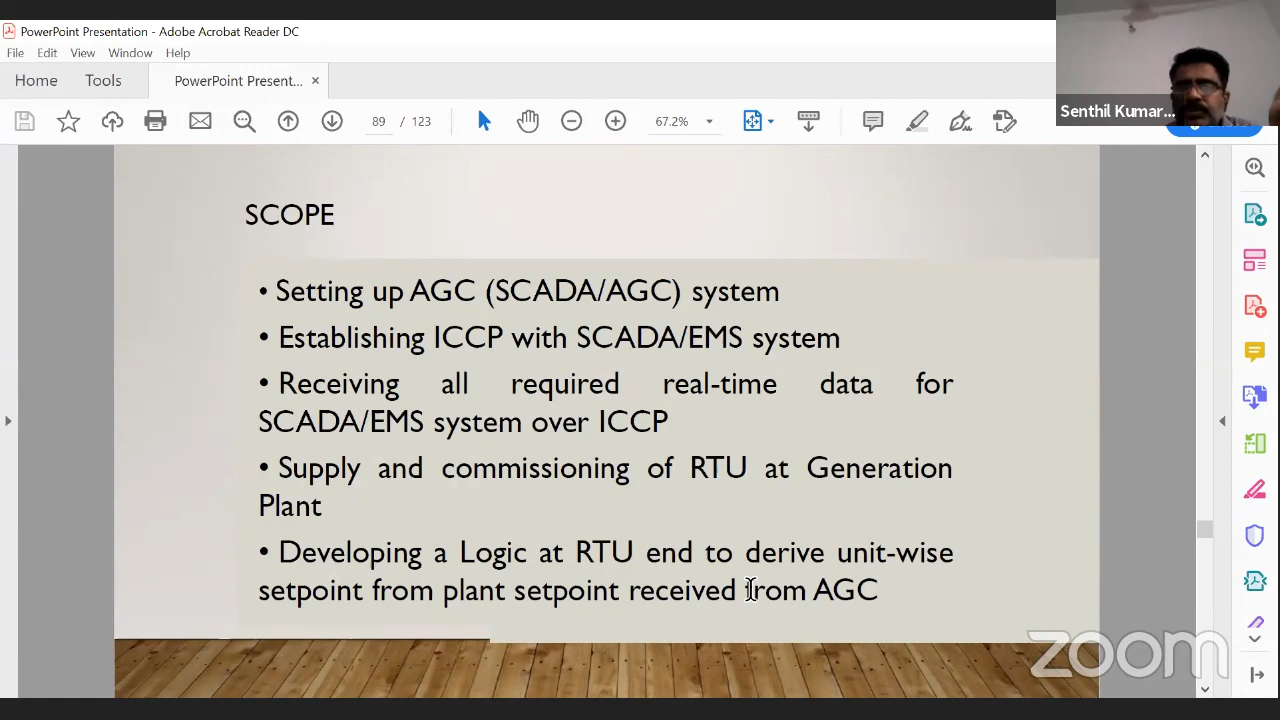 PowerPoint Presentation - Adobe Acrobat Reader DC
File Edit View Window Help
Home Tools PowerPoint Present... ×
89 / 123 67.2%
Senthil Kumar...
SCOPE
• Setting up AGC (SCADA/AGC) system
• Establishing ICCP with SCADA/EMS system
• Receiving all required real-time data for
SCADA/EMS system over ICCP
• Supply and commissioning of RTU at Generation
Plant
• Developing a Logic at RTU end to derive unit-wise
setpoint from plant setpoint received from AGC
zoom